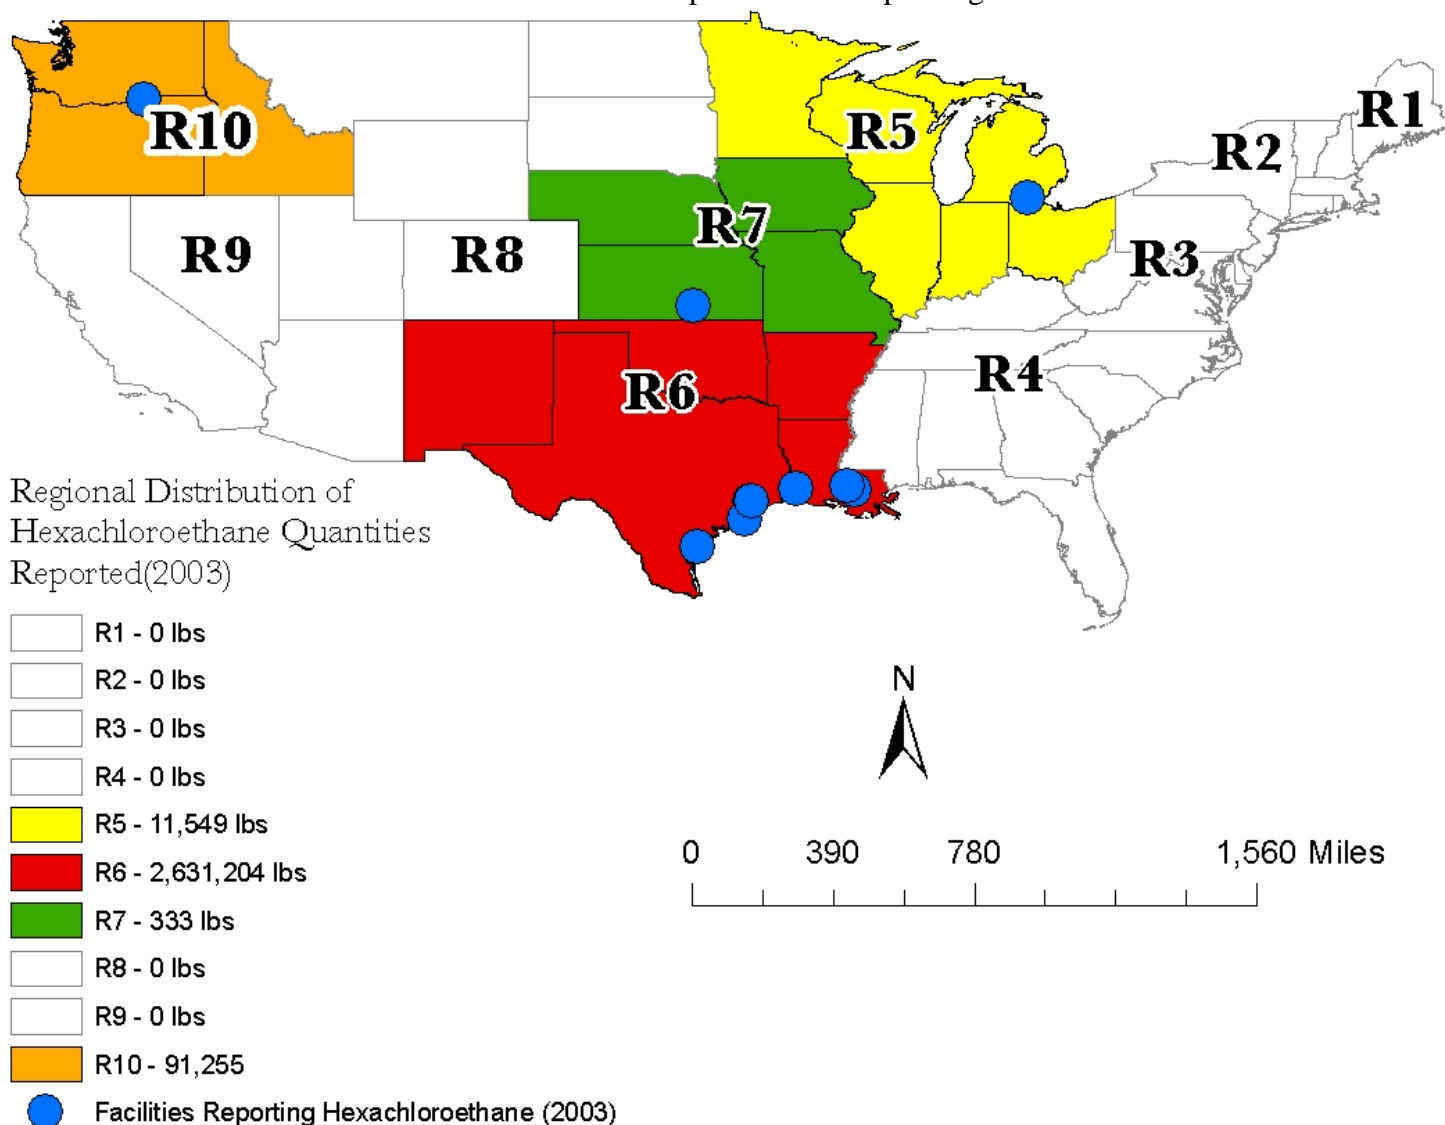 R1
R2
R5
R10
R7
R9
R8
R3
R4
R6
Regional Distribution of
Hexachloroethane Quantities
Reported(2003)
R1 - 0 lbs
R2 - 0 lbs
R3 - 0 lbs
R4 - 0 lbs
R5 - 11,549 lbs
R6 - 2,631,204 lbs
R7 - 333 lbs
R8 - 0 lbs
R9 - 0 lbs
R10 - 91,255
Facilities Reporting Hexachloroethane (2003)
N
0 390 780 1,560 Miles